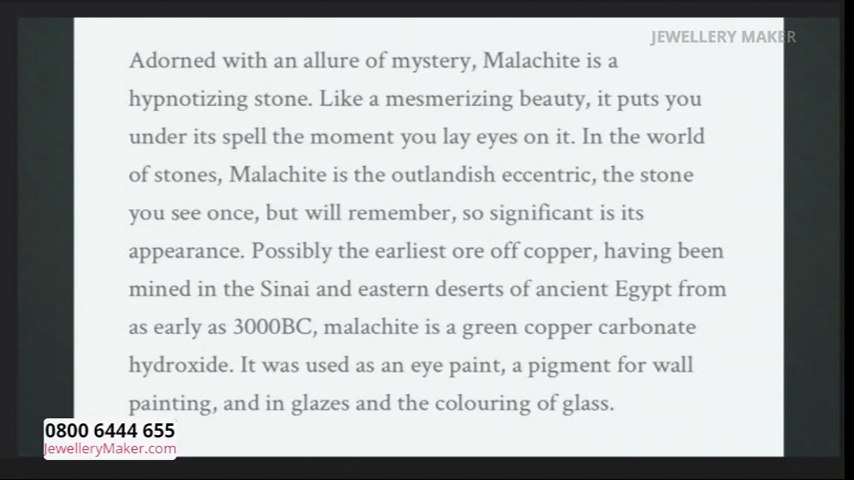 JEWELLERY MAKER
Adorned with an allure of mystery, Malachite is a
hypnotizing stone. Like a mesmerizing beauty, it puts you
under its spell the moment you lay eyes on it. In the world
of stones, Malachite is the outlandish eccentric, the stone
you see once, but will remember, so significant is its
appearance. Possibly the earliest ore off copper, having been
mined in the Sinai and eastern deserts of ancient Egypt from
as early as 3000BC, malachite is a green copper carbonate
hydroxide. It was used as an eye paint, a pigment for wall
painting, and in glazes and the colouring of glass.
0800 6444 655
JewelleryMaker.com